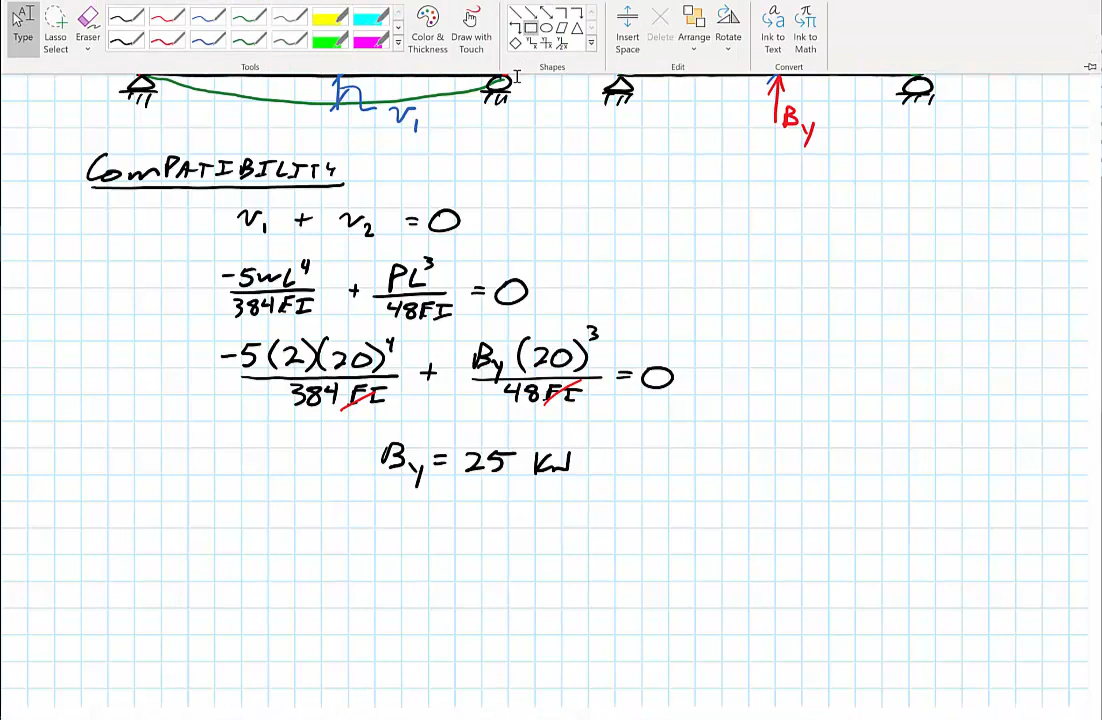 Type
Lasso Select
Eraser
Color & Thickness
Draw with Touch
Insert Space
Delete
Arrange
Rotate
Ink to Text
Ink to Math
Tools
Shapes
Edit
Convert
v₁
By
COMPATIBILITY
v₁ + v₂ = 0
-5wL⁴/384EI + PL³/48EI = 0
-5(2)(20)⁴/384EI + By(20)³/48EI = 0
By = 25 kN